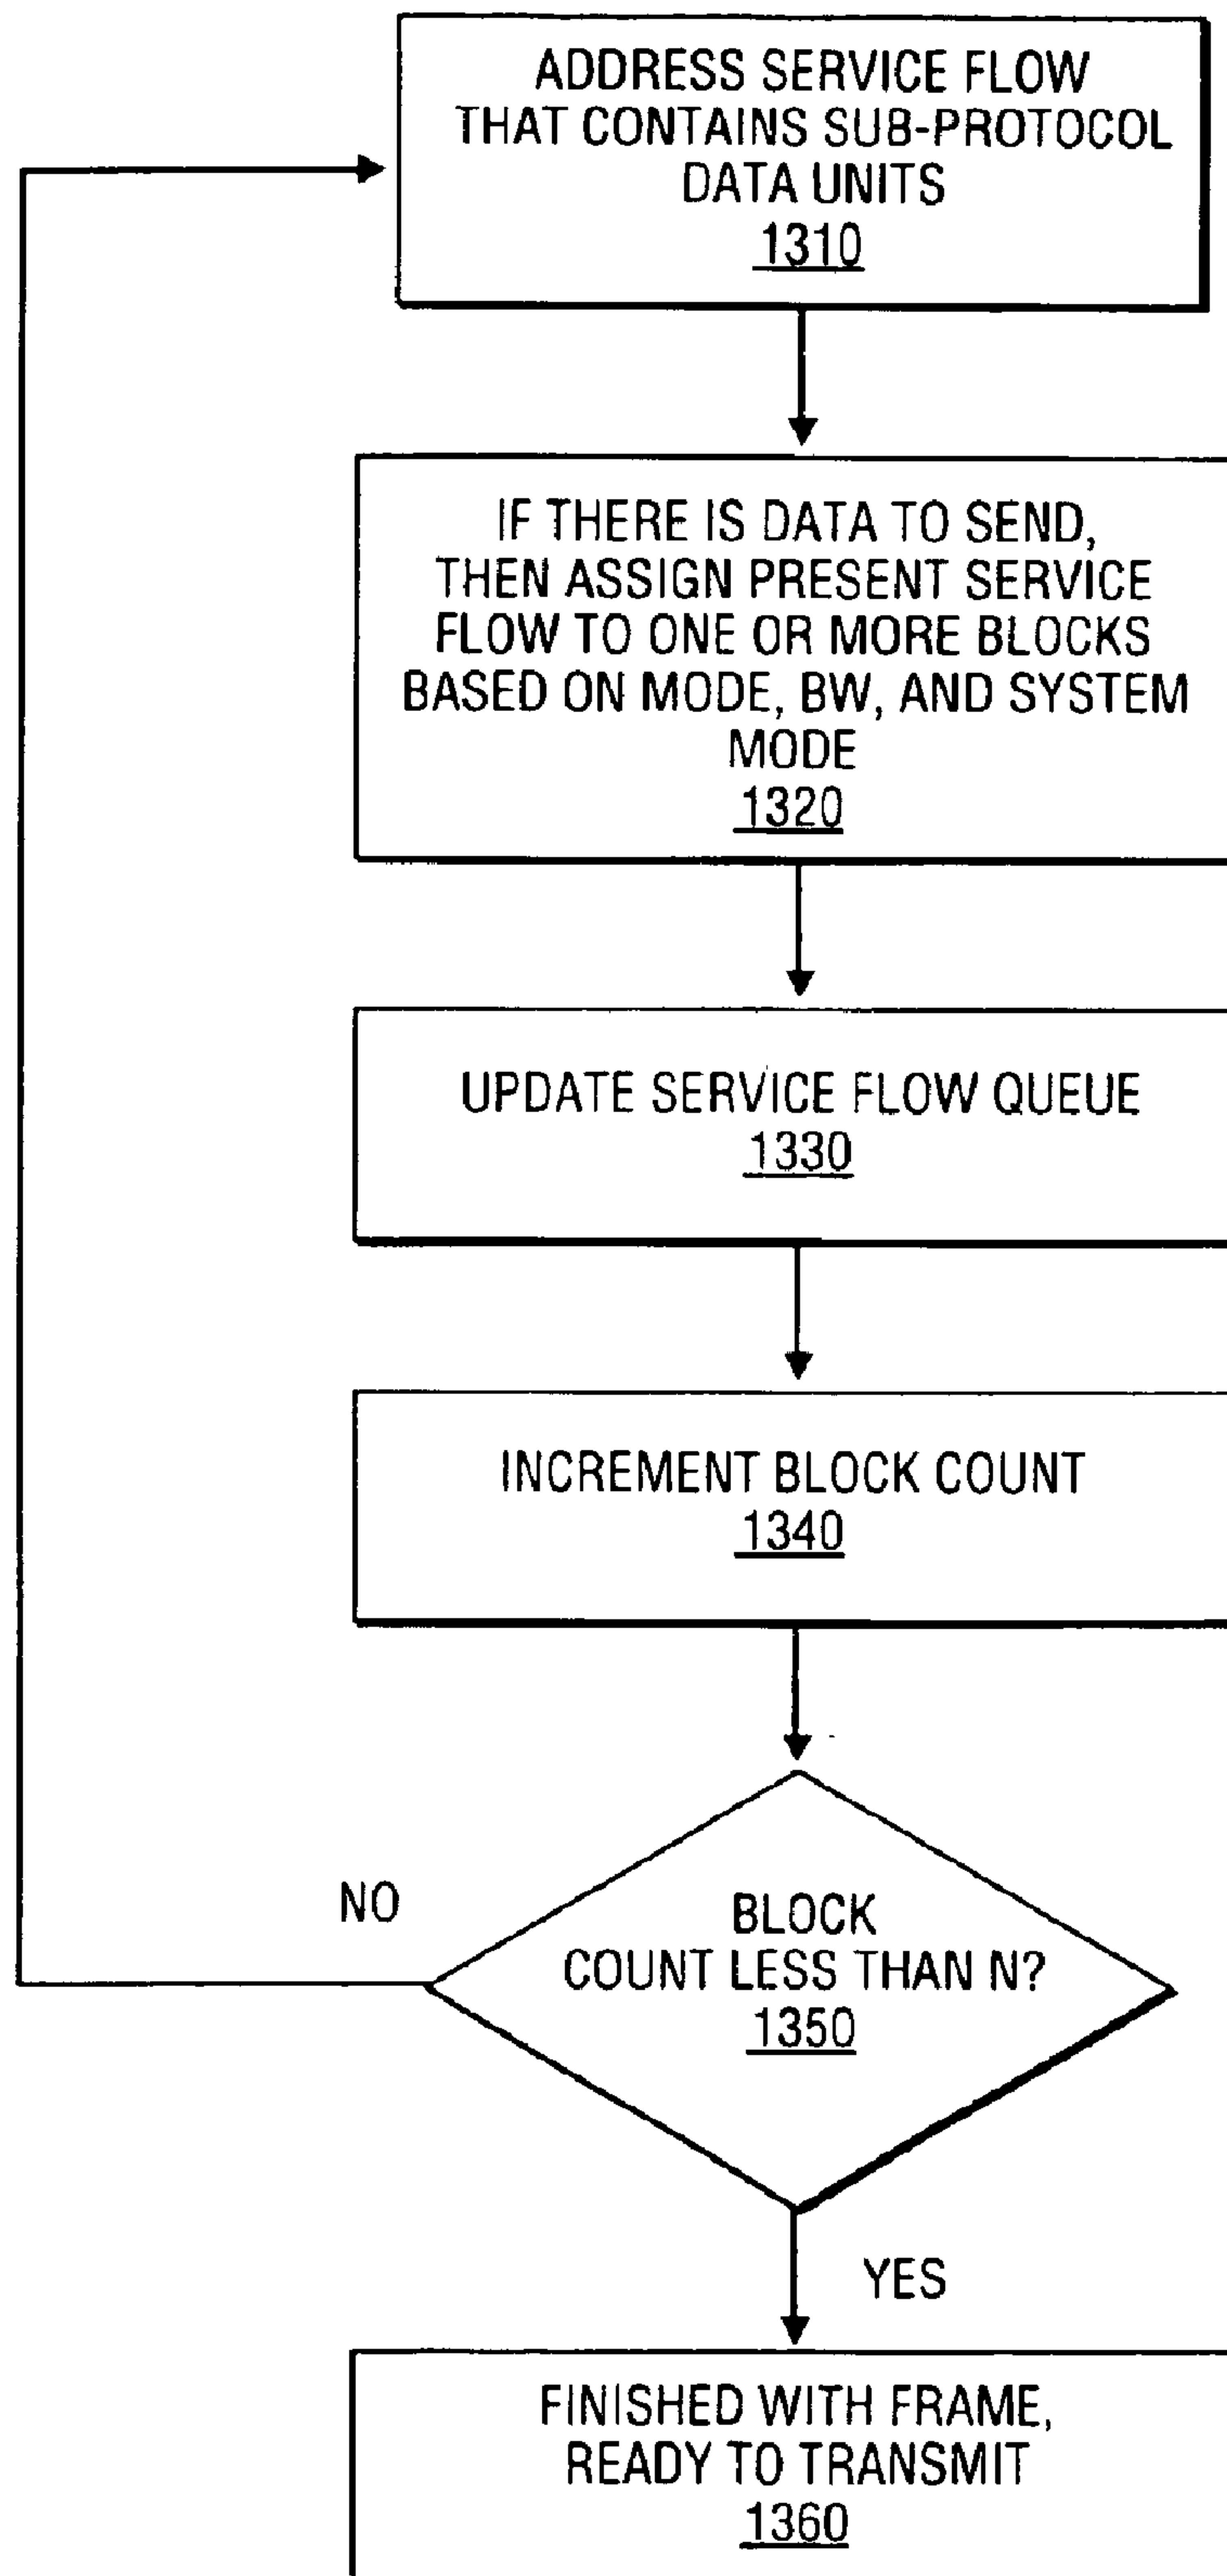 ADDRESS SERVICE FLOW
THAT CONTAINS SUB-PROTOCOL
DATA UNITS
1310
IF THERE IS DATA TO SEND,
THEN ASSIGN PRESENT SERVICE
FLOW TO ONE OR MORE BLOCKS
BASED ON MODE, BW, AND SYSTEM
MODE
1320
UPDATE SERVICE FLOW QUEUE
1330
INCREMENT BLOCK COUNT
1340
NO
BLOCK
COUNT LESS THAN N?
1350
YES
FINISHED WITH FRAME,
READY TO TRANSMIT
1360